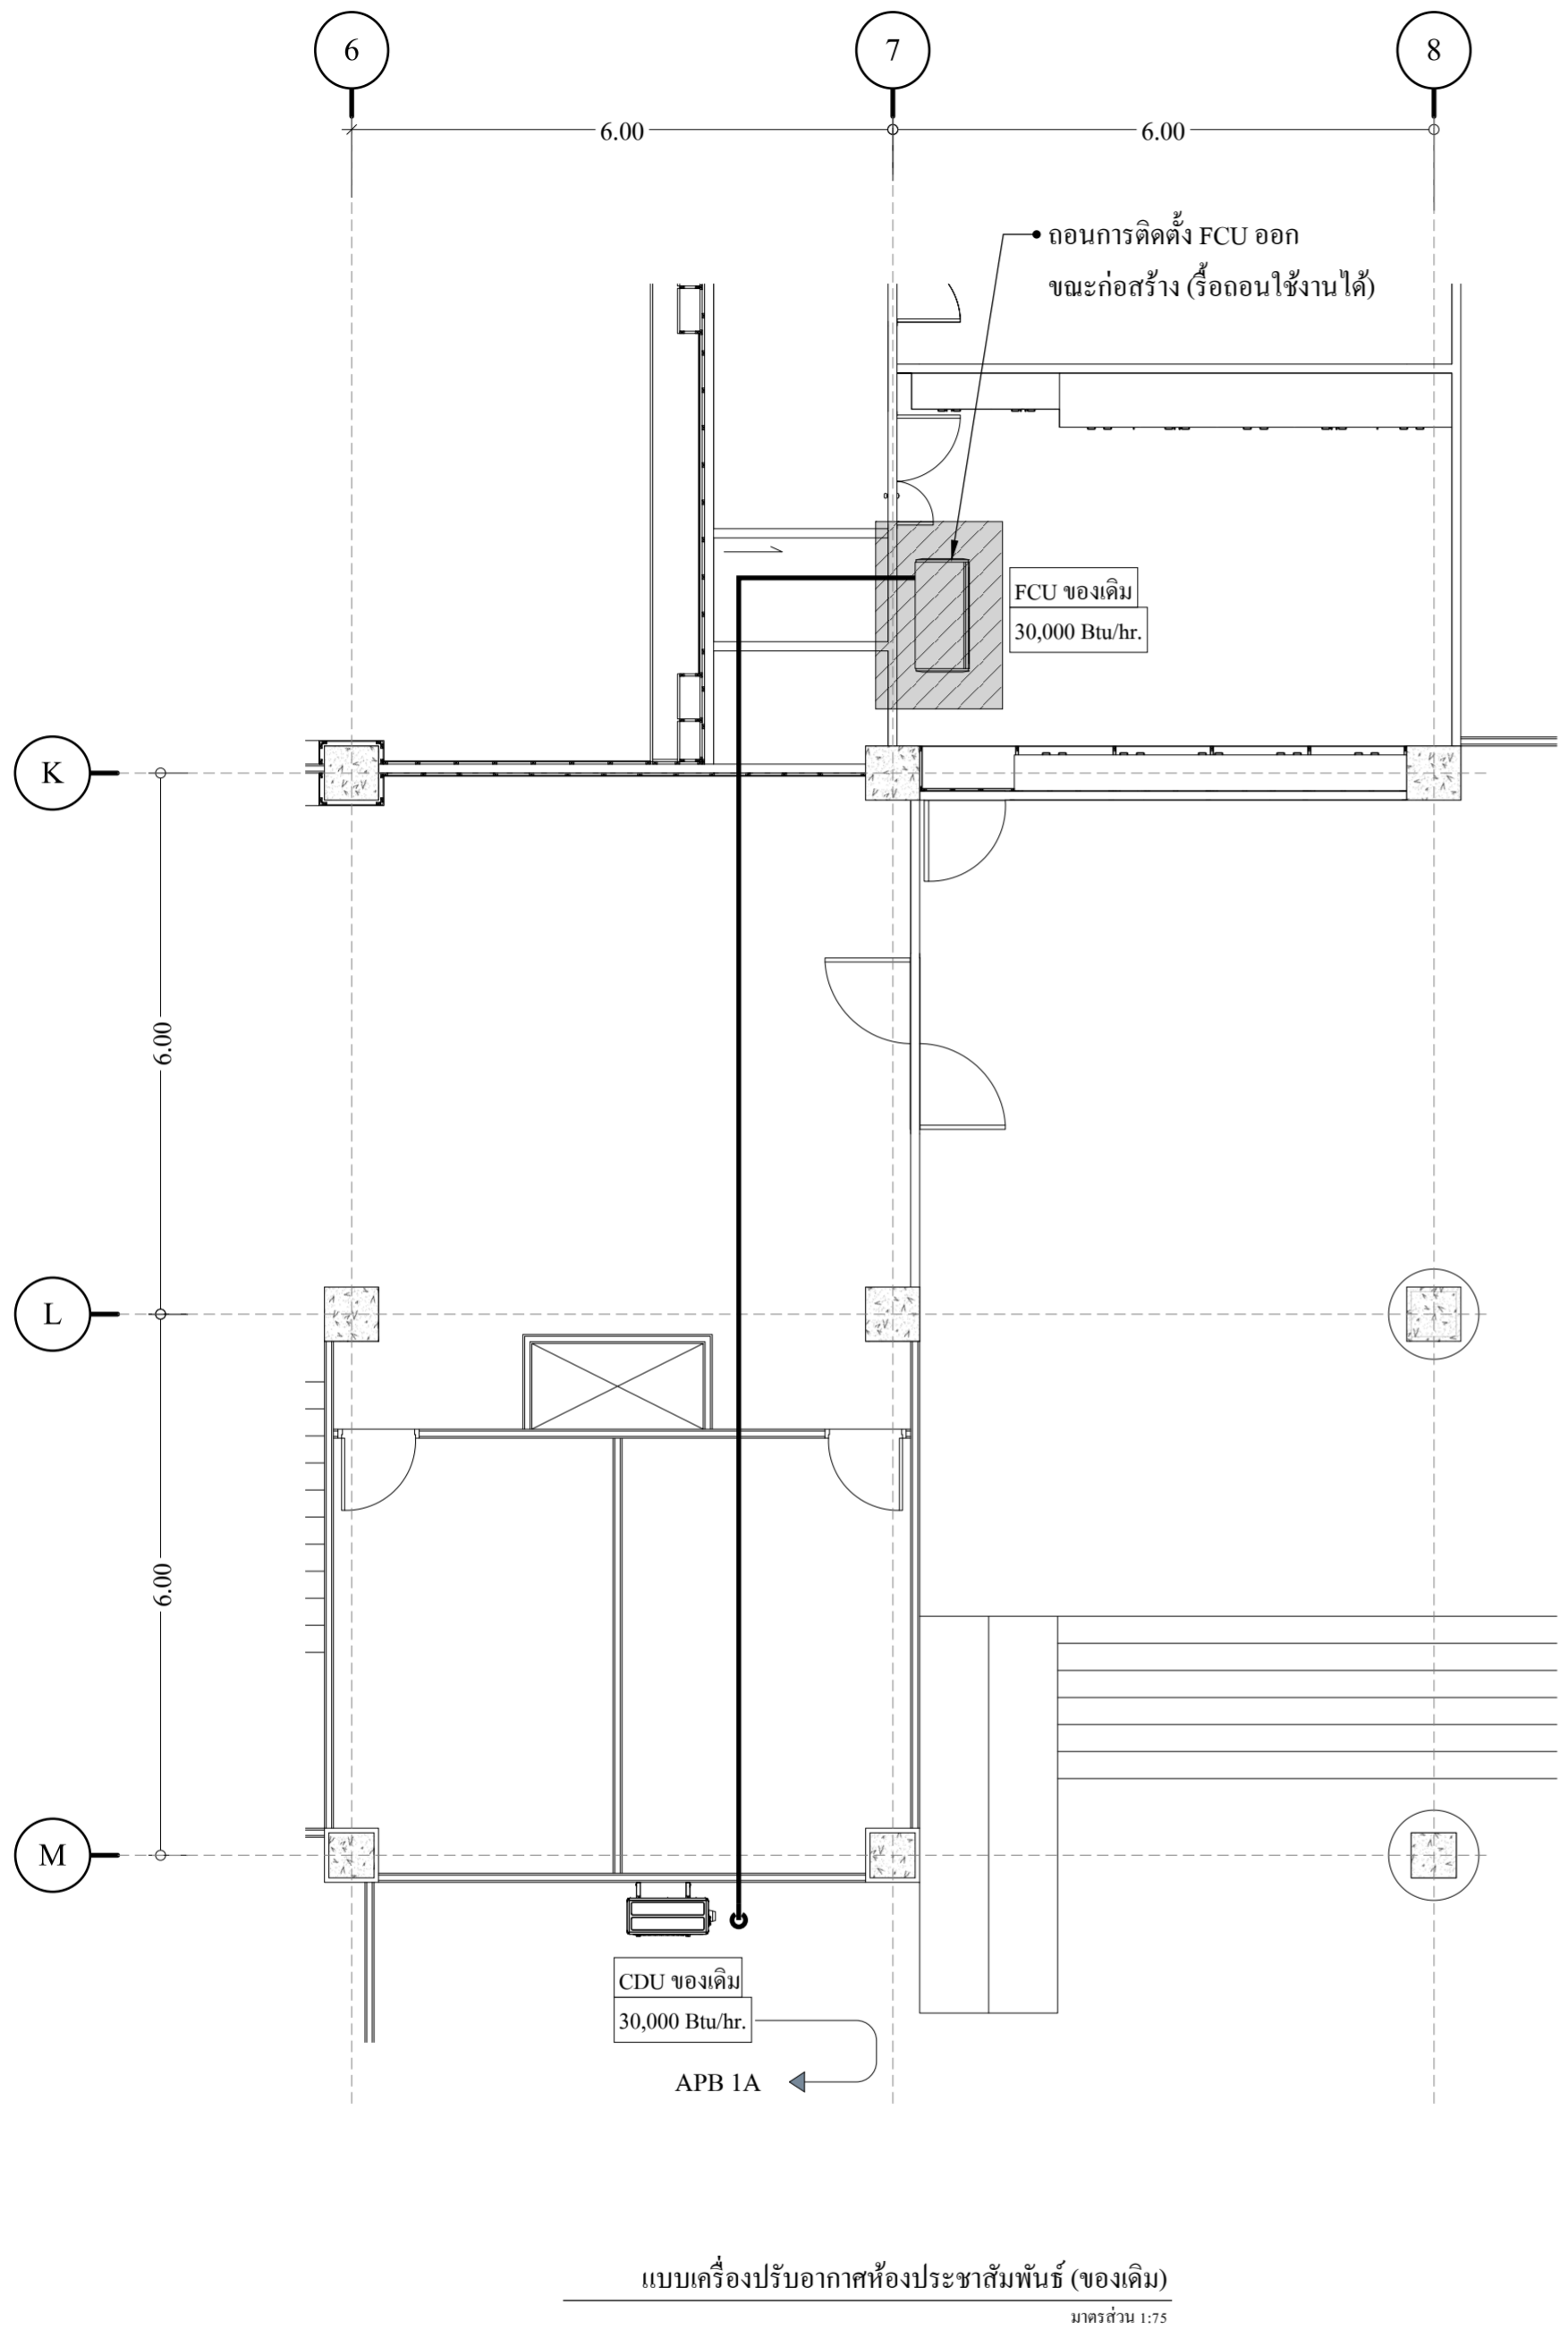 6
7
8
6.00
6.00
ถอนการติดตั้ง FCU ออก
ขณะก่อสร้าง (รื้อถอนใช้งานได้)
FCU ของเดิม
30,000 Btu/hr.
K
6.00
L
6.00
M
CDU ของเดิม
30,000 Btu/hr.
APB 1A
แบบเครื่องปรับอากาศห้องประชาสัมพันธ์ (ของเดิม)
มาตรส่วน 1:75